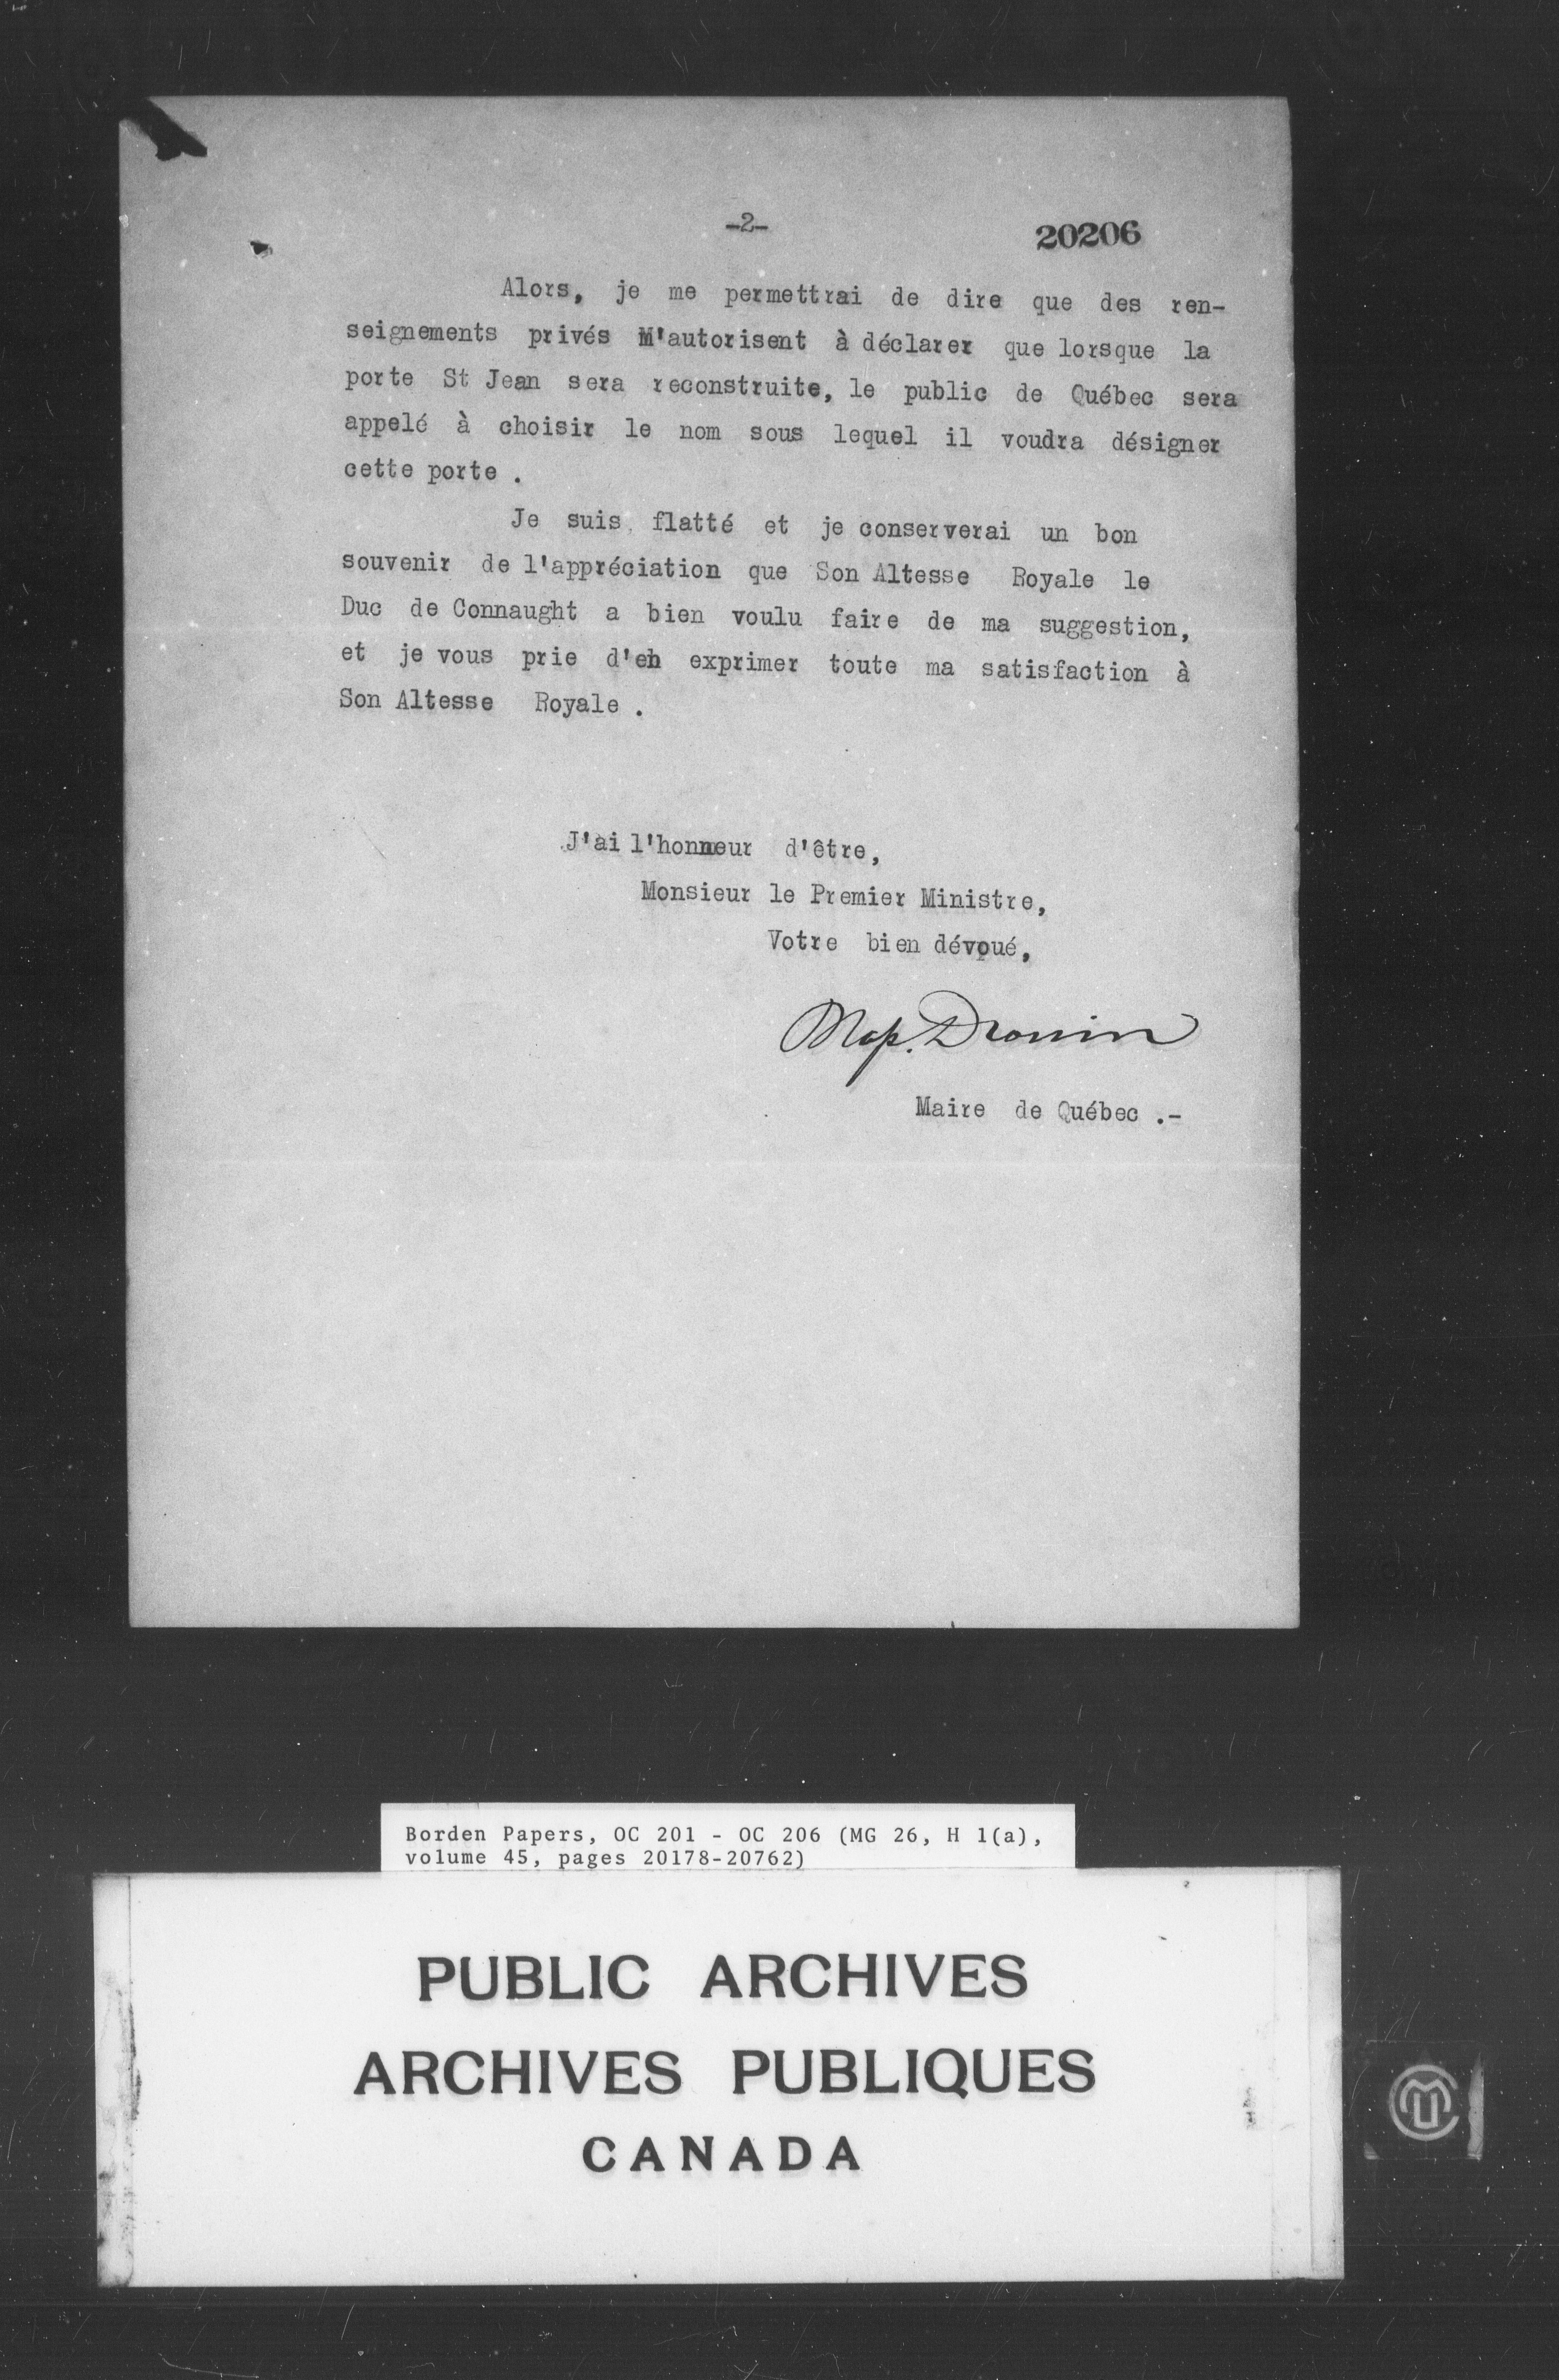 -2-
20206
Alors, je me permettrai de dire que des ren-
seignements privés M'autorisent à déclarer que lorsque la
porte St Jean sera reconstruite, le public de Québec sera
appelé à choisir le nom sous lequel il voudra désigner
cette porte .
Je suis flatté et je conserverai un bon
souvenir de l'appréciation que Son Altesse Royale le
Duc de Connaught a bien voulu faire de ma suggestion,
et je vous prie d'en exprimer toute ma satisfaction à
Son Altesse Royale .
J'ai l'honneur d'être,
Monsieur le Premier Ministre,
Votre bien dévoué,
Nap. Drouin
Maire de Québec .-
Borden Papers, OC 201 - OC 206 (MG 26, H 1(a),
volume 45, pages 20178-20762)
PUBLIC ARCHIVES
ARCHIVES PUBLIQUES
CANADA